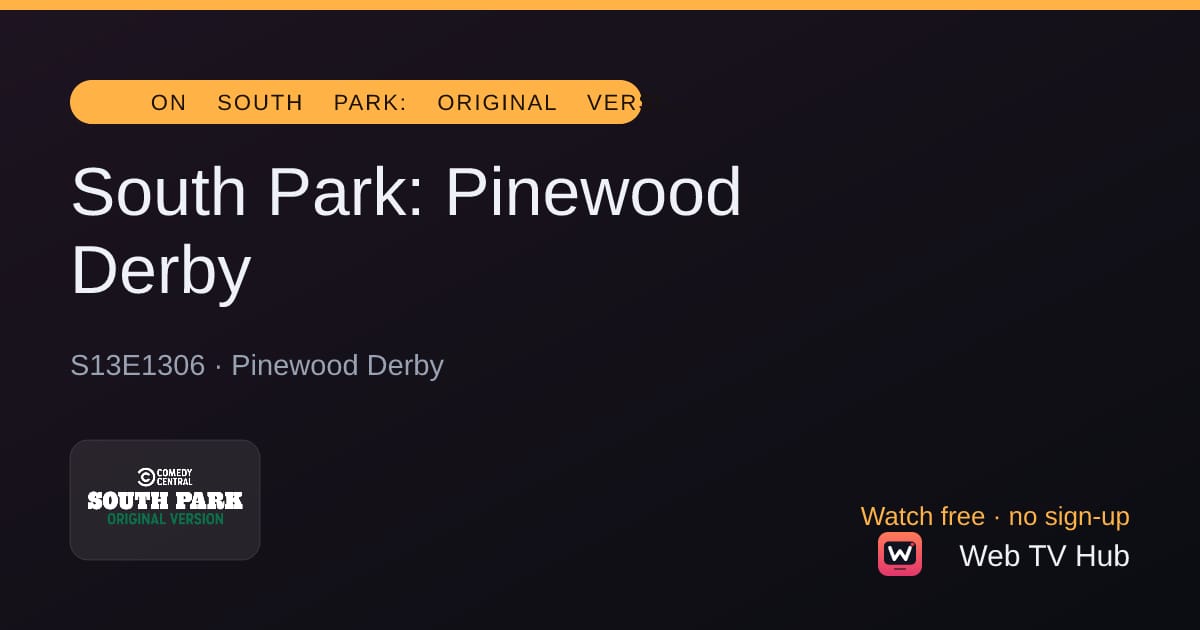 ON SOUTH PARK: ORIGINAL
South Park: Pinewood
Derby
S13E1306 · Pinewood Derby
COMEDY
CENTRAL
SOUTH PARK
ORIGINAL VERSION
Watch free · no sign-up
W
Web TV Hub